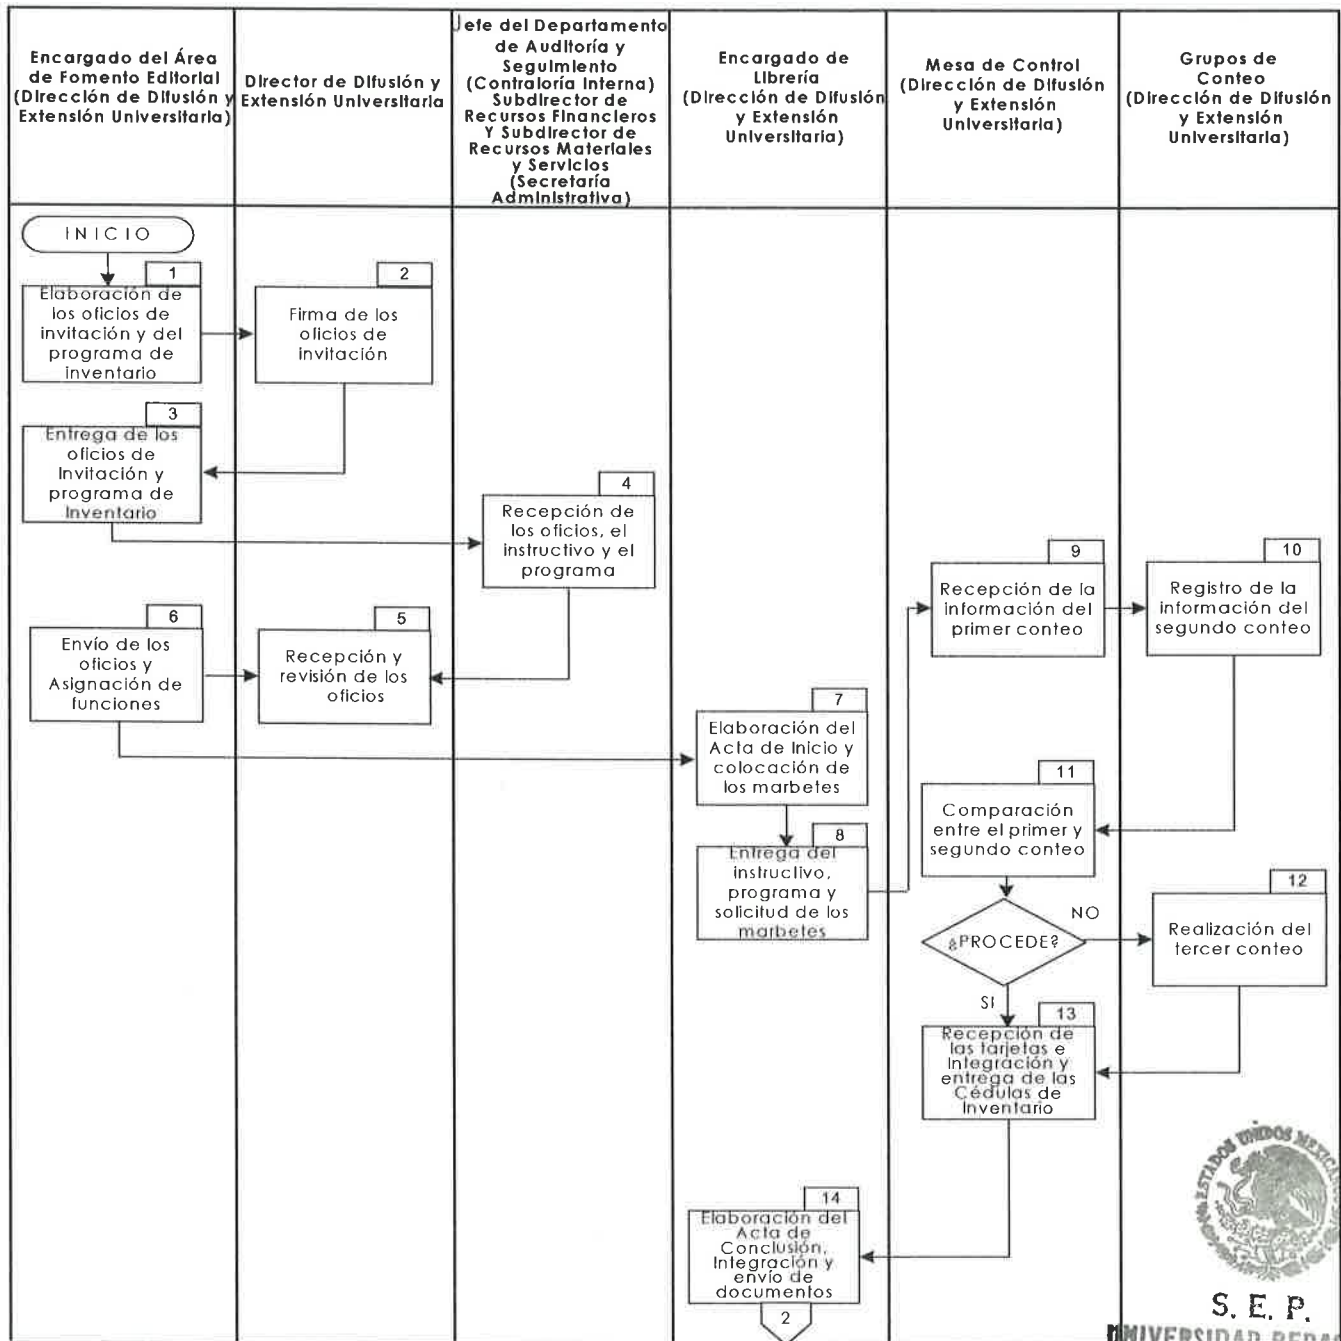 Encargado del Área
de Fomento Editorial
(Dirección de Difusión y
Extensión Universitaria)
Director de Difusión y
Extensión Universitaria
Jefe del Departamento
de Auditoría y
Seguimiento
(Contraloría Interna)
Subdirector de
Recursos Financieros
Y Subdirector de
Recursos Materiales
y Servicios
(Secretaría
Administrativa)
Encargado de
Librería
(Dirección de Difusión
y Extensión
Universitaria)
Mesa de Control
(Dirección de Difusión
y Extensión
Universitaria)
Grupos de
Conteo
(Dirección de Difusión
y Extensión
Universitaria)
INICIO
1
Elaboración de
los oficios de
invitación y del
programa de
inventario
2
Firma de los
oficios de
invitación
3
Entrega de los
oficios de
Invitación y
programa de
Inventario
4
Recepción de
los oficios, el
instructivo y el
programa
6
Envío de los
oficios y
Asignación de
funciones
5
Recepción y
revisión de los
oficios
7
Elaboración del
Acta de Inicio y
colocación de
los marbetes
8
Entrega del
instructivo,
programa y
solicitud de los
marbetes
9
Recepción de la
información del
primer conteo
10
Registro de la
información del
segundo conteo
11
Comparación
entre el primer y
segundo conteo
¿PROCEDE?
NO
SI
12
Realización del
tercer conteo
13
Recepción de
las tarjetas e
Integración y
entrega de las
Cédulas de
Inventario
14
Elaboración del
Acta de
Conclusión,
Integración y
envío de
documentos
2
ESTADOS UNIDOS MEXICANOS
S. E. P.